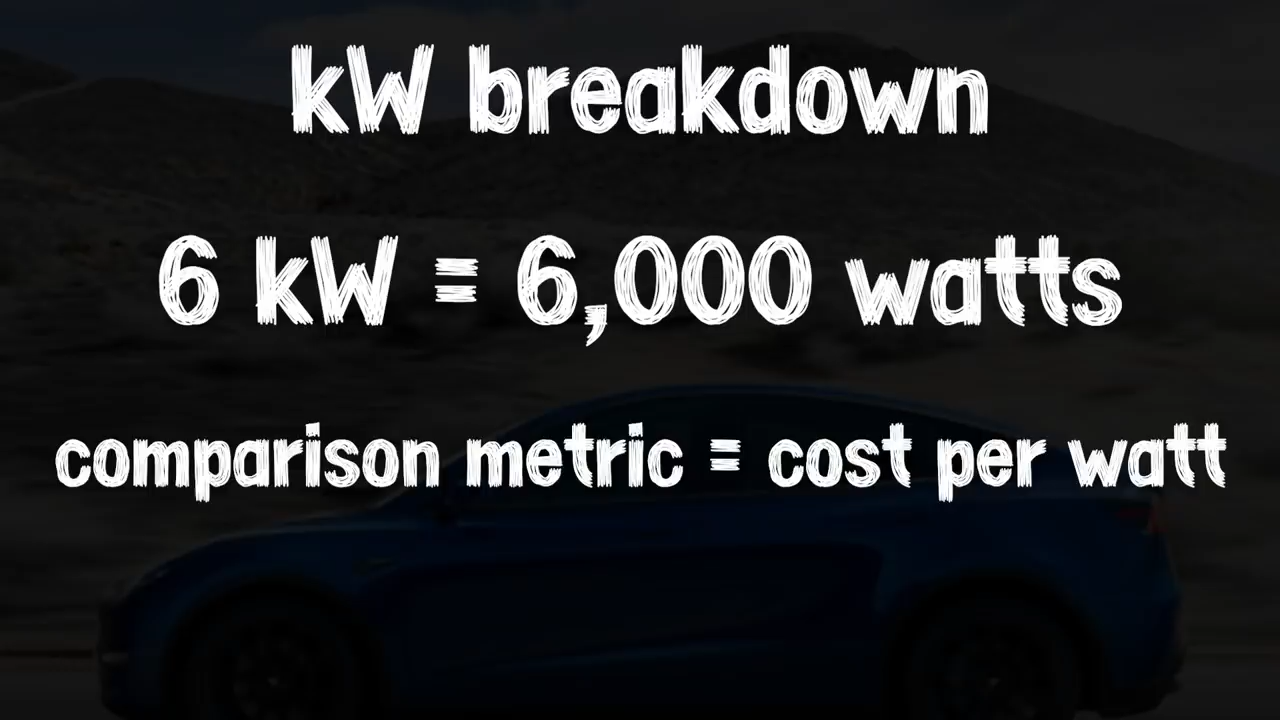 kW breakdown
6 kW = 6,000 watts
comparison metric = cost per watt